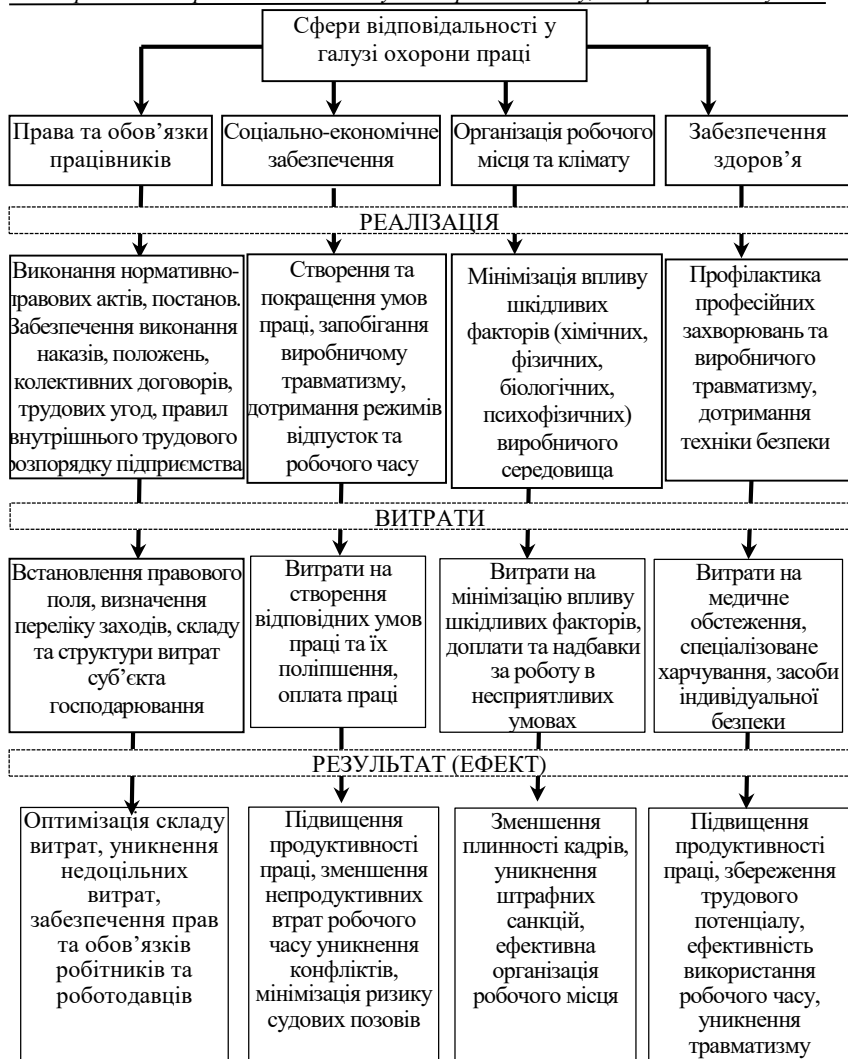 Сфери відповідальності у
галузі охорони праці
Права та обов’язки
працівників
Соціально-економічне
забезпечення
Організація робочого
місця та клімату
Забезпечення
здоров’я
РЕАЛІЗАЦІЯ
Виконання нормативно-
правових актів, постанов.
Забезпечення виконання
наказів, положень,
колективних договорів,
трудових угод, правил
внутрішнього трудового
розпорядку підприємства
Створення та
покращення умов
праці, запобігання
виробничому
травматизму,
дотримання режимів
відпусток та
робочого часу
Мінімізація впливу
шкідливих
факторів (хімічних,
фізичних,
біологічних,
психофізичних)
виробничого
середовища
Профілактика
професійних
захворювань та
виробничого
травматизму,
дотримання
техніки безпеки
ВИТРАТИ
Встановлення правового
поля, визначення
переліку заходів, складу
та структури витрат
суб’єкта
господарювання
Витрати на
створення
відповідних умов
праці та їх
поліпшення,
оплата праці
Витрати на
мінімізацію впливу
шкідливих факторів,
доплати та надбавки
за роботу в
несприятливих
умовах
Витрати на
медичне
обстеження,
спеціалізоване
харчування, засоби
індивідуальної
безпеки
РЕЗУЛЬТАТ (ЕФЕКТ)
Оптимізація складу
витрат, уникнення
недоцільних
витрат,
забезпечення прав
та обов’язків
робітників та
роботодавців
Підвищення
продуктивності
праці, зменшення
непродуктивних
втрат робочого
часу уникнення
конфліктів,
мінімізація ризику
судових позовів
Зменшення
плинності кадрів,
уникнення
штрафних
санкцій,
ефективна
організація
робочого місця
Підвищення
продуктивності
праці, збереження
трудового
потенціалу,
ефективність
використання
робочого часу,
уникнення
травматизму